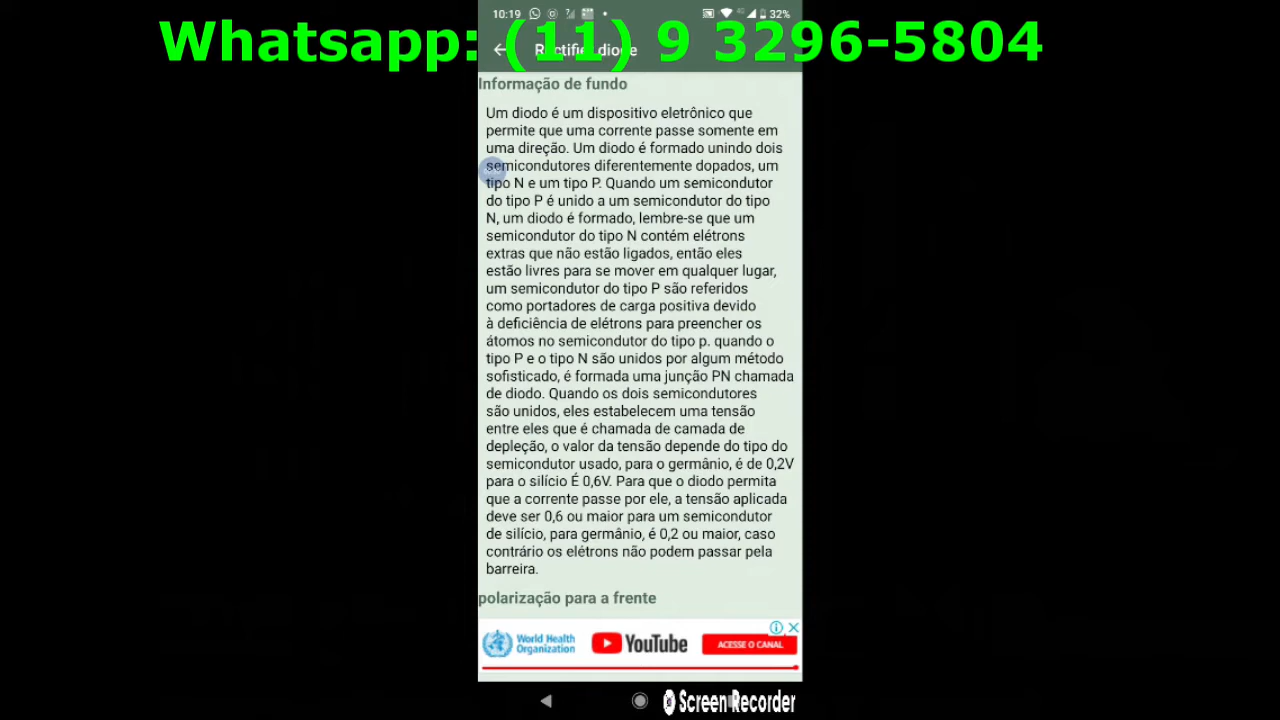 10:19
32%
Whatsapp: (11) 9 3296-5804
Rectifier diode
Informação de fundo
Um diodo é um dispositivo eletrônico que
permite que uma corrente passe somente em
uma direção. Um diodo é formado unindo dois
semicondutores diferentemente dopados, um
tipo N e um tipo P. Quando um semicondutor
do tipo P é unido a um semicondutor do tipo
N, um diodo é formado, lembre-se que um
semicondutor do tipo N contém elétrons
extras que não estão ligados, então eles
estão livres para se mover em qualquer lugar,
um semicondutor do tipo P são referidos
como portadores de carga positiva devido
à deficiência de elétrons para preencher os
átomos no semicondutor do tipo p. quando o
tipo P e o tipo N são unidos por algum método
sofisticado, é formada uma junção PN chamada
de diodo. Quando os dois semicondutores
são unidos, eles estabelecem uma tensão
entre eles que é chamada de camada de
depleção, o valor da tensão depende do tipo do
semicondutor usado, para o germânio, é de 0,2V
para o silício É 0,6V. Para que o diodo permita
que a corrente passe por ele, a tensão aplicada
deve ser 0,6 ou maior para um semicondutor
de silício, para germânio, é 0,2 ou maior, caso
contrário os elétrons não podem passar pela
barreira.
polarização para a frente
World Health
Organization
YouTube
ACESSE O CANAL
Screen Recorder